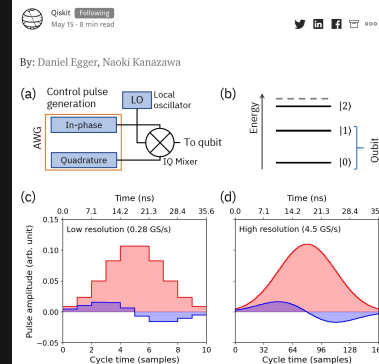 Qiskit Following
May 15 · 8 min read
By: Daniel Egger, Naoki Kanazawa
(a) Control pulse generation
LO Local oscillator
AWG
In-phase
Quadrature
IQ Mixer
To qubit
(b)
Energy
|2⟩
|1⟩
|0⟩
Qubit
(c)
Time (ns)
0.0 7.1 14.2 21.3 28.4 35.6
Low resolution (0.28 GS/s)
Pulse amplitude (arb. unit)
0.15
0.10
0.05
0.00
−0.05
0 2 4 6 8 10
Cycle time (samples)
(d)
Time (ns)
0.0 7.1 14.2 21.3 28.4 35.6
High resolution (4.5 GS/s)
0 32 64 96 128 16
Cycle time (samples)